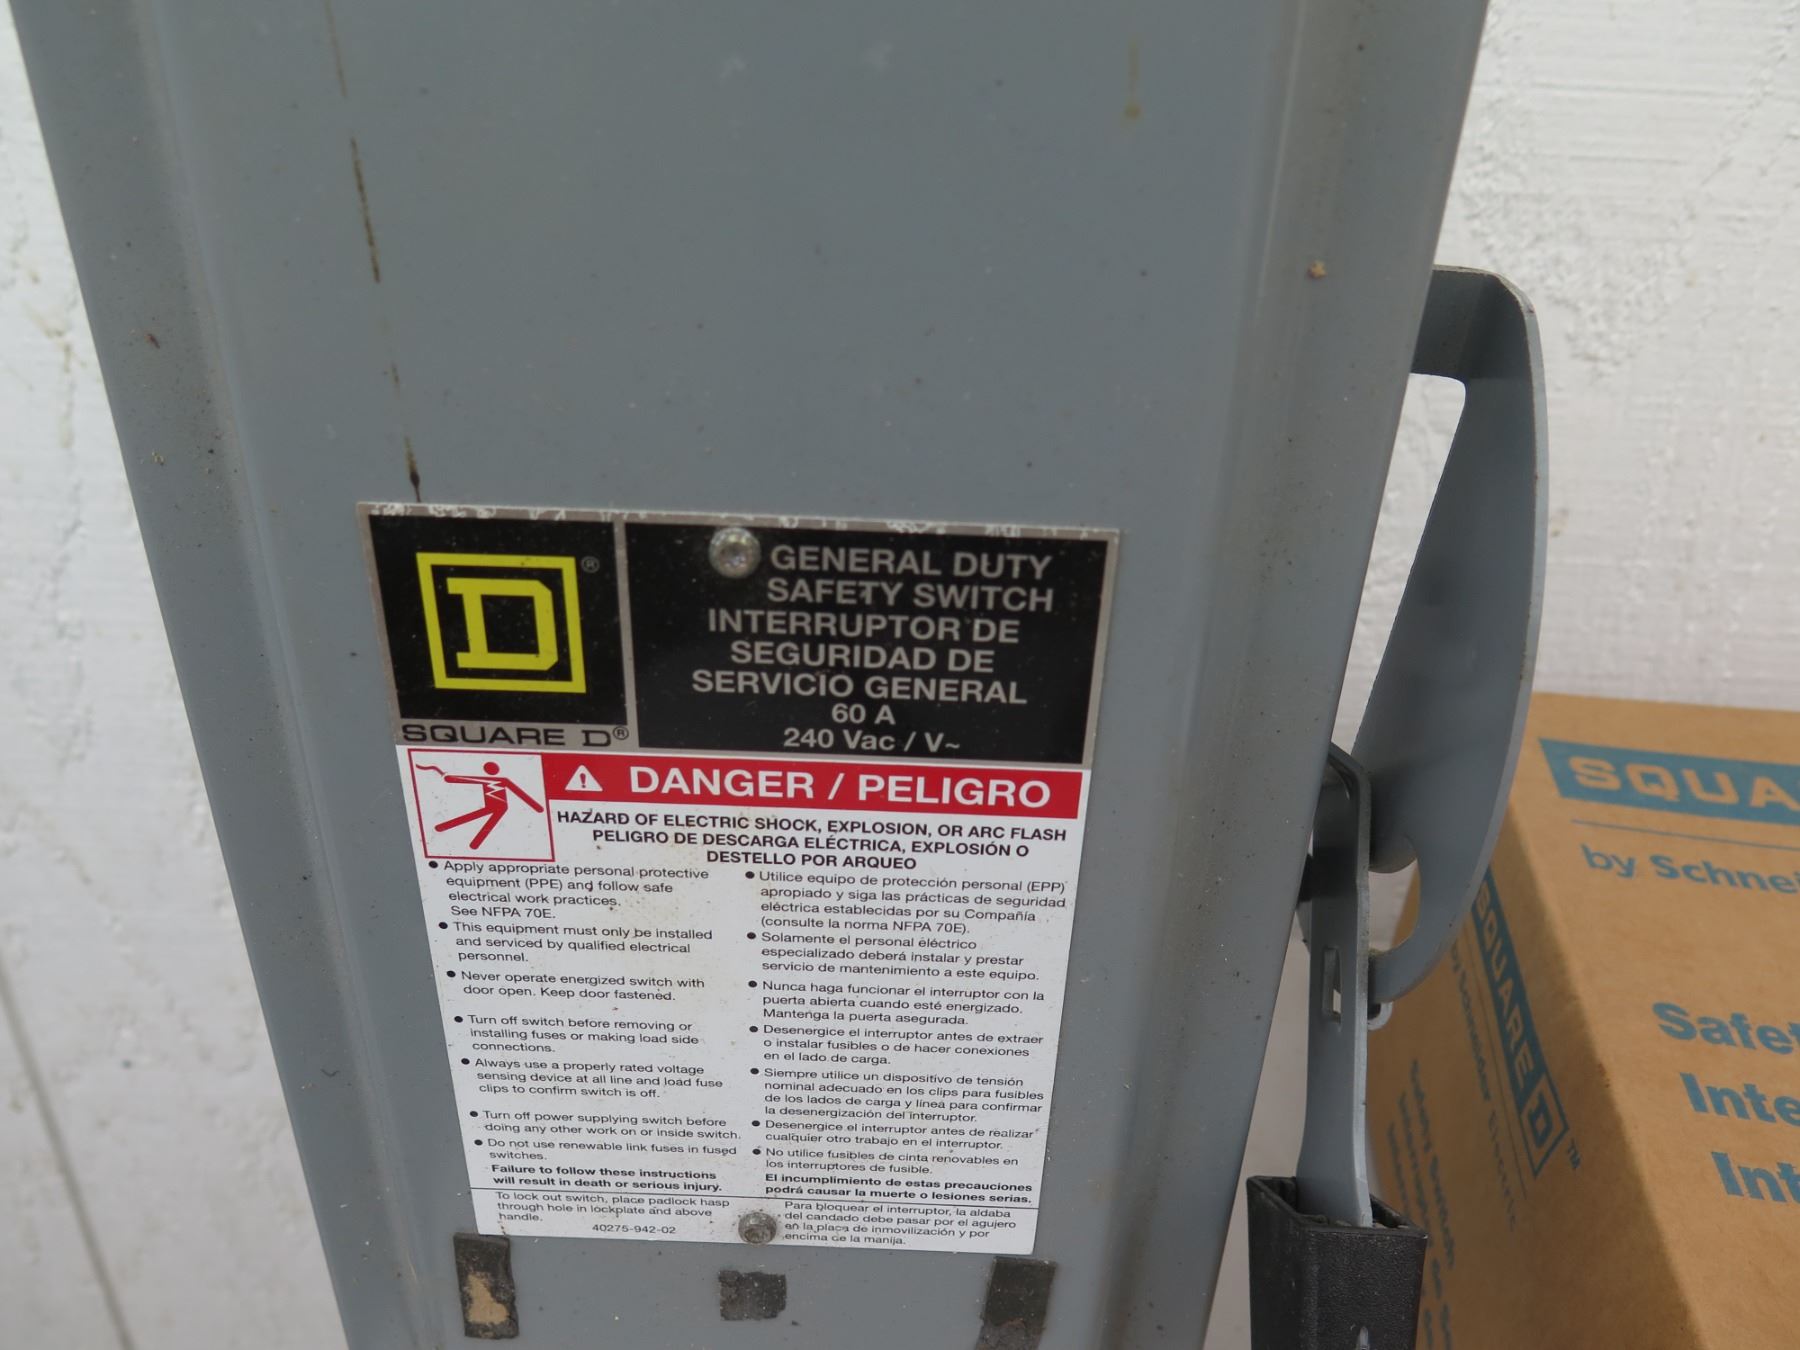 D®
SQUARE D®
GENERAL DUTY
SAFETY SWITCH
INTERRUPTOR DE
SEGURIDAD DE
SERVICIO GENERAL
60 A
240 Vac / V~
DANGER / PELIGRO
HAZARD OF ELECTRIC SHOCK, EXPLOSION, OR ARC FLASH
PELIGRO DE DESCARGA ELÉCTRICA, EXPLOSIÓN O
DESTELLO POR ARQUEO
• Apply appropriate personal protective
equipment (PPE) and follow safe
electrical work practices.
See NFPA 70E.
• This equipment must only be installed
and serviced by qualified electrical
personnel.
• Never operate energized switch with
door open. Keep door fastened.
• Turn off switch before removing or
installing fuses or making load side
connections.
• Always use a properly rated voltage
sensing device at all line and load fuse
clips to confirm switch is off.
• Turn off power supplying switch before
doing any other work on or inside switch.
• Do not use renewable link fuses in fused
switches.
Failure to follow these instructions
will result in death or serious injury.
• Utilice equipo de protección personal (EPP)
apropiado y siga las prácticas de seguridad
eléctrica establecidas por su Compañía
(consulte la norma NFPA 70E).
• Solamente el personal eléctrico
especializado deberá instalar y prestar
servicio de mantenimiento a este equipo.
• Nunca haga funcionar el interruptor con la
puerta abierta cuando esté energizado.
Mantenga la puerta asegurada.
• Desenergice el interruptor antes de extraer
o instalar fusibles o de hacer conexiones
en el lado de carga.
• Siempre utilice un dispositivo de tensión
nominal adecuado en los clips para fusibles
de los lados de carga y línea para confirmar
la desenergización del interruptor.
• Desenergice el interruptor antes de realizar
cualquier otro trabajo en el interruptor.
• No utilice fusibles de cinta renovables en
los interruptores de fusible.
El incumplimiento de estas precauciones
podrá causar la muerte o lesiones serias.
To lock out switch, place padlock hasp
through hole in lockplate and above
handle.
40275-942-02
Para bloquear el interruptor, la aldaba
del candado debe pasar por el agujero
en la placa de inmovilización y por
encima de la manija.
SQUA
by Schnei
Safe
Inte
Int
SQUARE D™
by Schneider Electric
Safety Switch